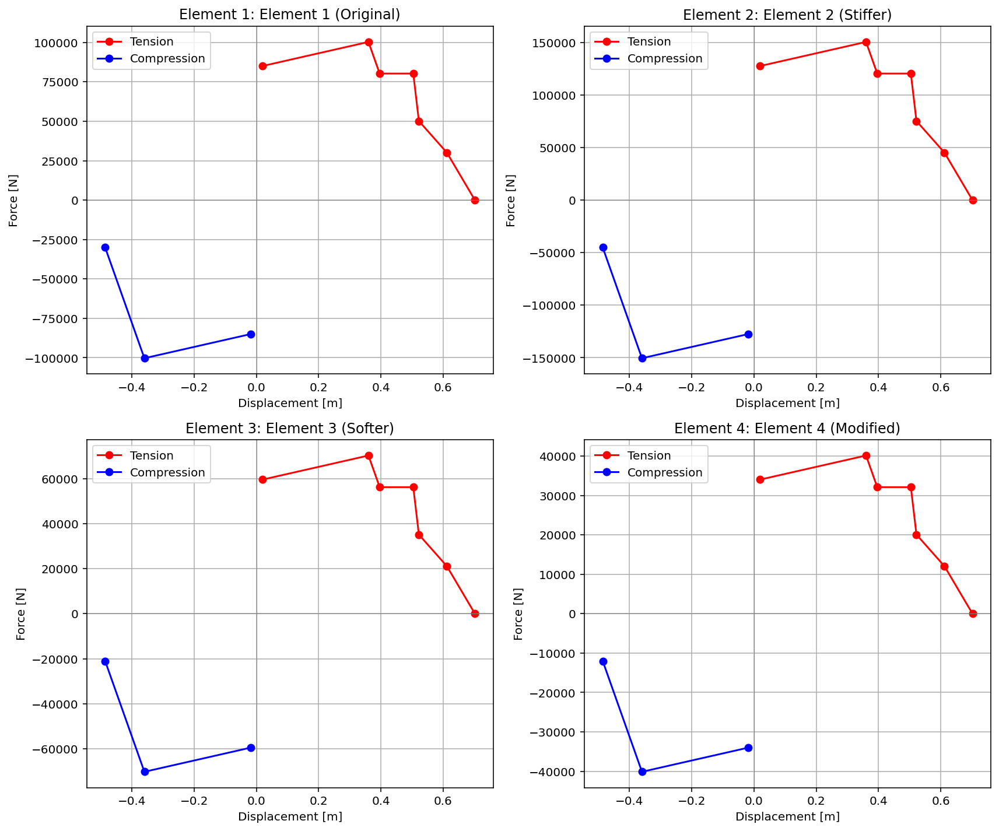 Element 1: Element 1 (Original)
Tension
Compression
100000
75000
50000
25000
0
−25000
−50000
−75000
−100000
Force [N]
−0.4 −0.2 0.0 0.2 0.4 0.6
Displacement [m]
Element 2: Element 2 (Stiffer)
Tension
Compression
150000
100000
50000
0
−50000
−100000
−150000
Force [N]
−0.4 −0.2 0.0 0.2 0.4 0.6
Displacement [m]
Element 3: Element 3 (Softer)
Tension
Compression
60000
40000
20000
0
−20000
−40000
−60000
Force [N]
−0.4 −0.2 0.0 0.2 0.4 0.6
Displacement [m]
Element 4: Element 4 (Modified)
Tension
Compression
40000
30000
20000
10000
0
−10000
−20000
−30000
−40000
Force [N]
−0.4 −0.2 0.0 0.2 0.4 0.6
Displacement [m]